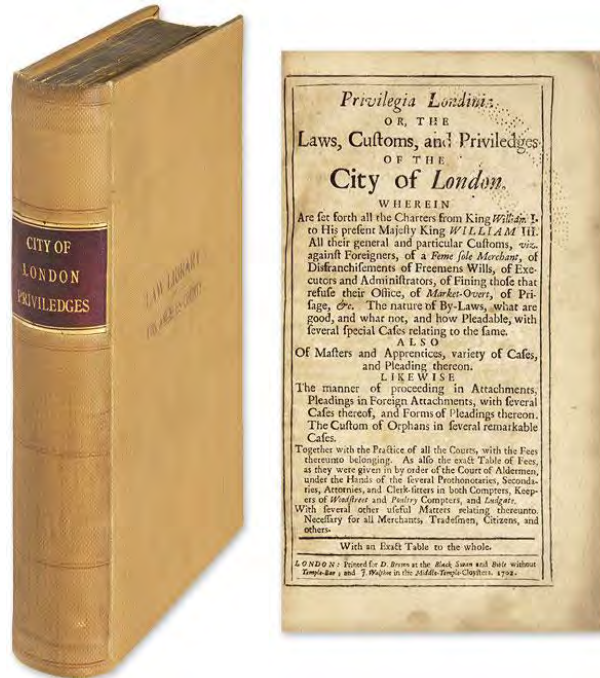 CITY OF
LONDON
PRIVILEDGES
LAW LIBRARY
LOS ANGELES COUNTY
Privilegia Londini:
OR, THE
Laws, Cuſtoms, and Priviledges
OF THE
City of London.
WHEREIN
Are ſet forth all the Charters from King William I.
to His preſent Majeſty King WILLIAM III.
All their general and particular Cuſtoms, viz.
againſt Foreigners, of a Feme ſole Merchant, of
Disfranchiſements of Freemens Wills, of Exe-
cutors and Adminiſtrators, of Fining thoſe that
refuſe their Office, of Market-Overt, of Pri-
ſage, &c. The nature of By-Laws, what are
good, and what not, and how Pleadable, with
ſeveral ſpecial Caſes relating to the ſame.
ALSO
Of Maſters and Apprentices, variety of Caſes,
and Pleading thereon.
LIKEWISE
The manner of proceeding in Attachments,
Pleadings in Foreign Attachments, with ſeveral
Caſes thereof, and Forms of Pleadings thereon.
The Cuſtom of Orphans in ſeveral remarkable
Caſes.
Together with the Practice of all the Courts, with the Fees
thereunto belonging. As alſo the exact Table of Fees,
as they were given in by order of the Court of Aldermen,
under the Hands of the ſeveral Prothonotaries, Seconda-
ries, Attornies, and Clerk-ſitters in both Compters, Keep-
ers of Woodſtreet and Poultry Compters, and Ludgate.
With ſeveral other uſeful Matters relating thereunto.
Neceſſary for all Merchants, Tradeſmen, Citizens, and
others.
With an Exact Table to the whole.
LONDON: Printed for D. Brown at the Black Swan and Bible without
Temple-Bar; and J. Walthoe in the Middle-Temple-Cloyſters. 1702.